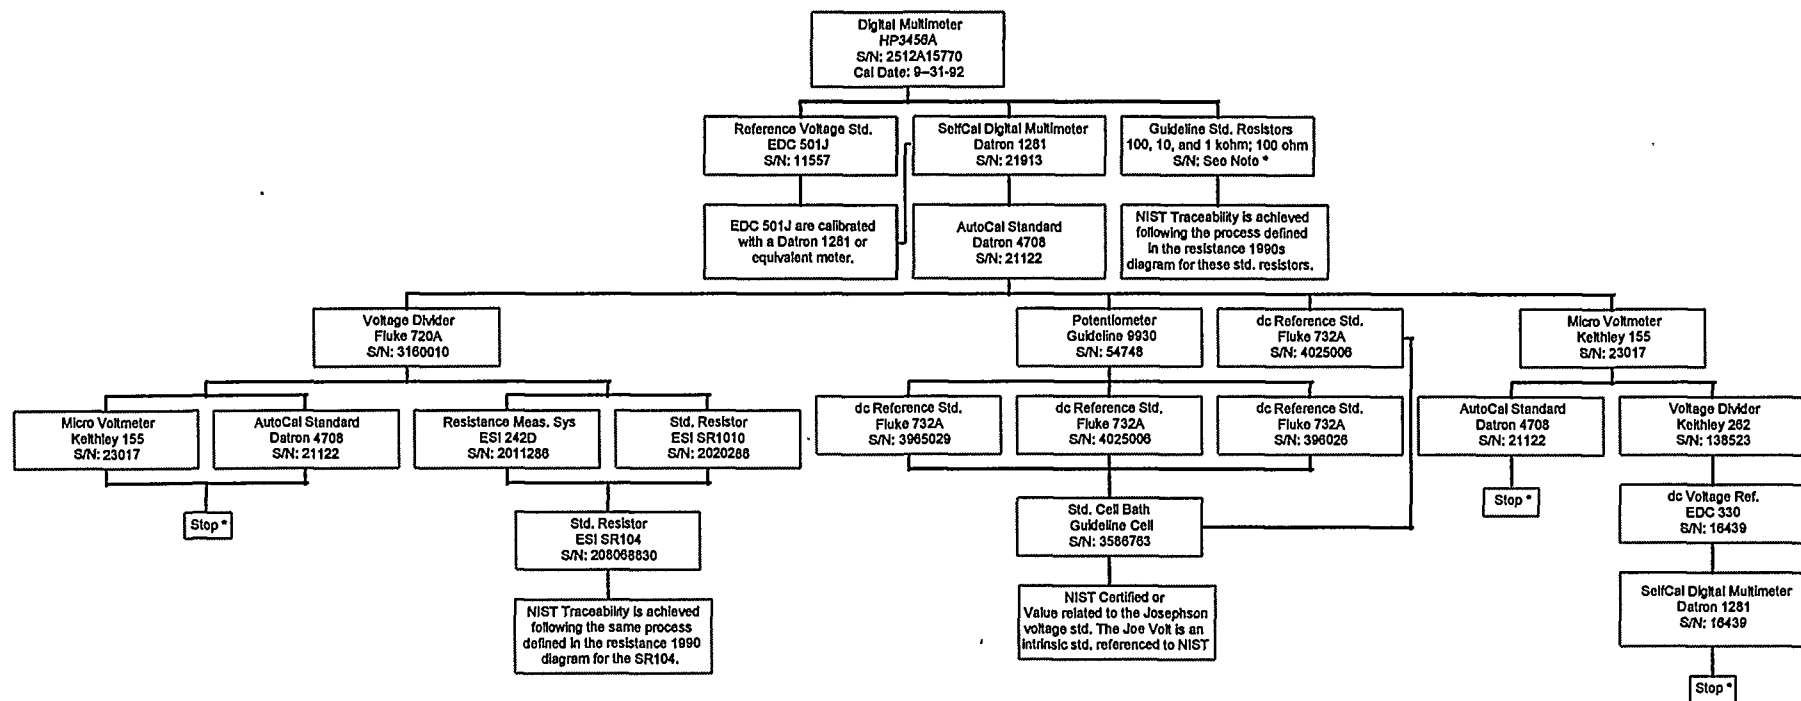 Digital Multimeter
HP3456A
S/N: 2512A15770
Cal Date: 9–31-92
Reference Voltage Std.
EDC 501J
S/N: 11557
SelfCal Digital Multimeter
Datron 1281
S/N: 21913
Guideline Std. Resistors
100, 10, and 1 kohm; 100 ohm
S/N: See Note *
EDC 501J are calibrated
with a Datron 1281 or
equivalent meter.
AutoCal Standard
Datron 4708
S/N: 21122
NIST Traceability is achieved
following the process defined
in the resistance 1990s
diagram for these std. resistors.
Voltage Divider
Fluke 720A
S/N: 3160010
Potentiometer
Guideline 9930
S/N: 54748
dc Reference Std.
Fluke 732A
S/N: 4025006
Micro Voltmeter
Keithley 155
S/N: 23017
Micro Voltmeter
Keithley 155
S/N: 23017
AutoCal Standard
Datron 4708
S/N: 21122
Resistance Meas. Sys
ESI 242D
S/N: 2011286
Std. Resistor
ESI SR1010
S/N: 2020286
dc Reference Std.
Fluke 732A
S/N: 3965029
dc Reference Std.
Fluke 732A
S/N: 4025006
dc Reference Std.
Fluke 732A
S/N: 396026
AutoCal Standard
Datron 4708
S/N: 21122
Voltage Divider
Keithley 262
S/N: 138523
Stop *
Std. Resistor
ESI SR104
S/N: 208068830
Std. Cell Bath
Guideline Cell
S/N: 3586763
Stop *
dc Voltage Ref.
EDC 330
S/N: 16439
NIST Traceability is achieved
following the same process
defined in the resistance 1990
diagram for the SR104.
NIST Certified or
Value related to the Josephson
voltage std. The Joe Volt is an
intrinsic std. referenced to NIST
SelfCal Digital Multimeter
Datron 1281
S/N: 16439
Stop *